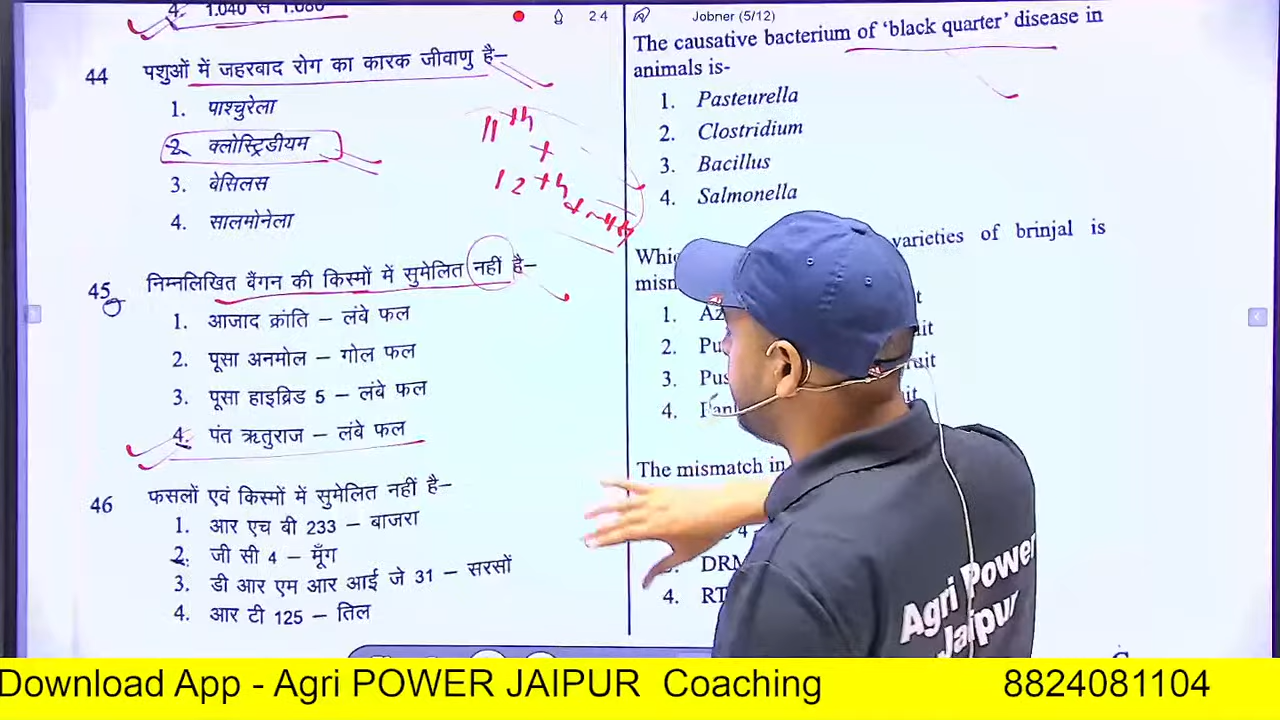 4. 1.040 से 1.080
44 पशुओं में जहरबाद रोग का कारक जीवाणु है–
1. पाश्चुरेला
2. क्लोस्ट्रिडीयम
3. बेसिलस
4. सालमोनेला
11th
+
12th
45 निम्नलिखित बैंगन की किस्मों में सुमेलित नहीं है–
1. आजाद क्रांति – लंबे फल
2. पूसा अनमोल – गोल फल
3. पूसा हाइब्रिड 5 – लंबे फल
4. पंत ऋतुराज – लंबे फल
46 फसलों एवं किस्मों में सुमेलित नहीं है–
1. आर एच बी 233 – बाजरा
2. जी सी 4 – मूँग
3. डी आर एम आर आई जे 31 – सरसों
4. आर टी 125 – तिल
24
Jobner (5/12)
The causative bacterium of ‘black quarter’ disease in
animals is-
1. Pasteurella
2. Clostridium
3. Bacillus
4. Salmonella
varieties of brinjal is
1.
2.
3.
4.
The mismatch in
4. RT
Agri Power
Jaipur
Download App - Agri POWER JAIPUR Coaching 8824081104